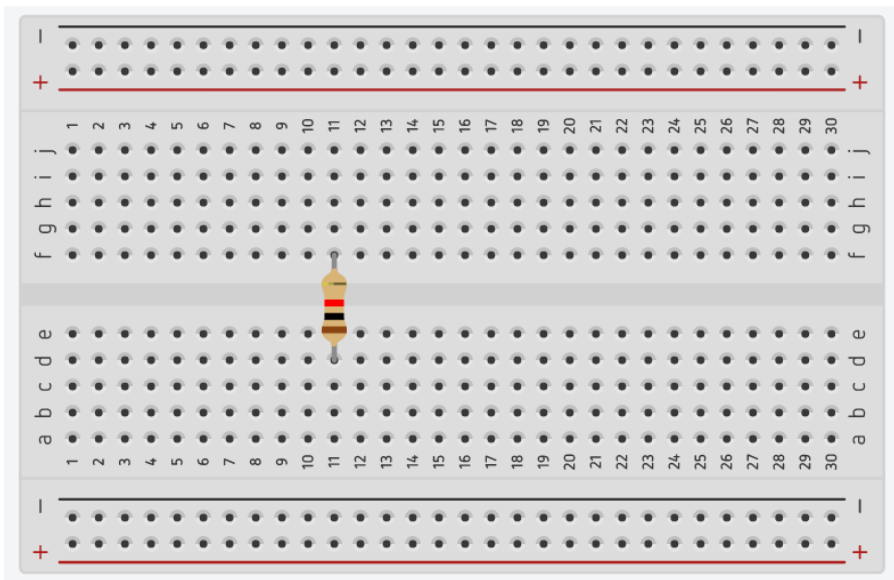 − −
+ +
1 2 3 4 5 6 7 8 9 10 11 12 13 14 15 16 17 18 19 20 21 22 23 24 25 26 27 28 29 30
j j
i i
h h
g g
f f
e e
d d
c c
b b
a a
1 2 3 4 5 6 7 8 9 10 11 12 13 14 15 16 17 18 19 20 21 22 23 24 25 26 27 28 29 30
− −
+ +